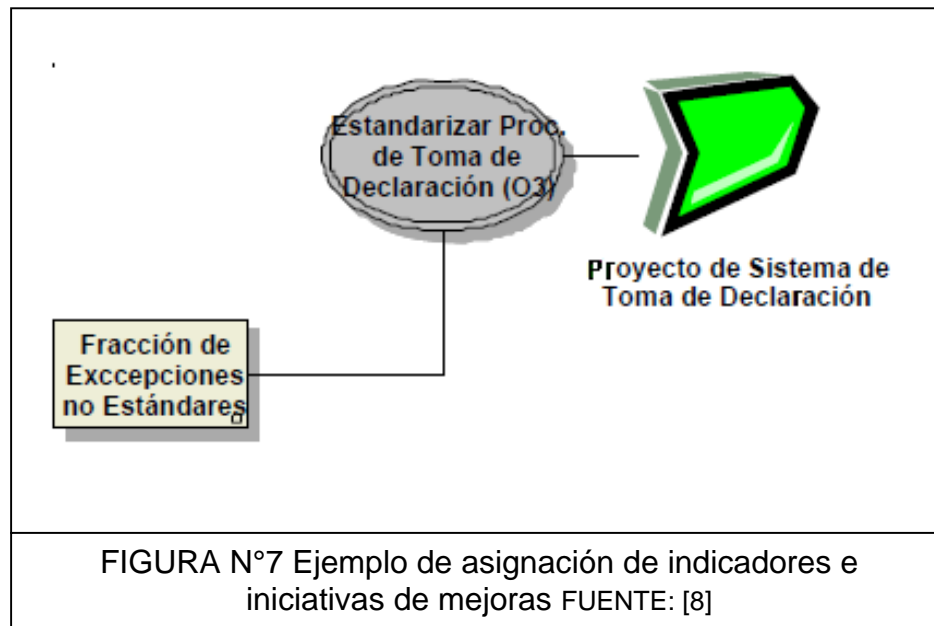 Estandarizar Proc.
de Toma de
Declaración (O3)
Proyecto de Sistema de
Toma de Declaración
Fracción de
Exccepciones
no Estándares
FIGURA N°7 Ejemplo de asignación de indicadores e
iniciativas de mejoras FUENTE: [8]